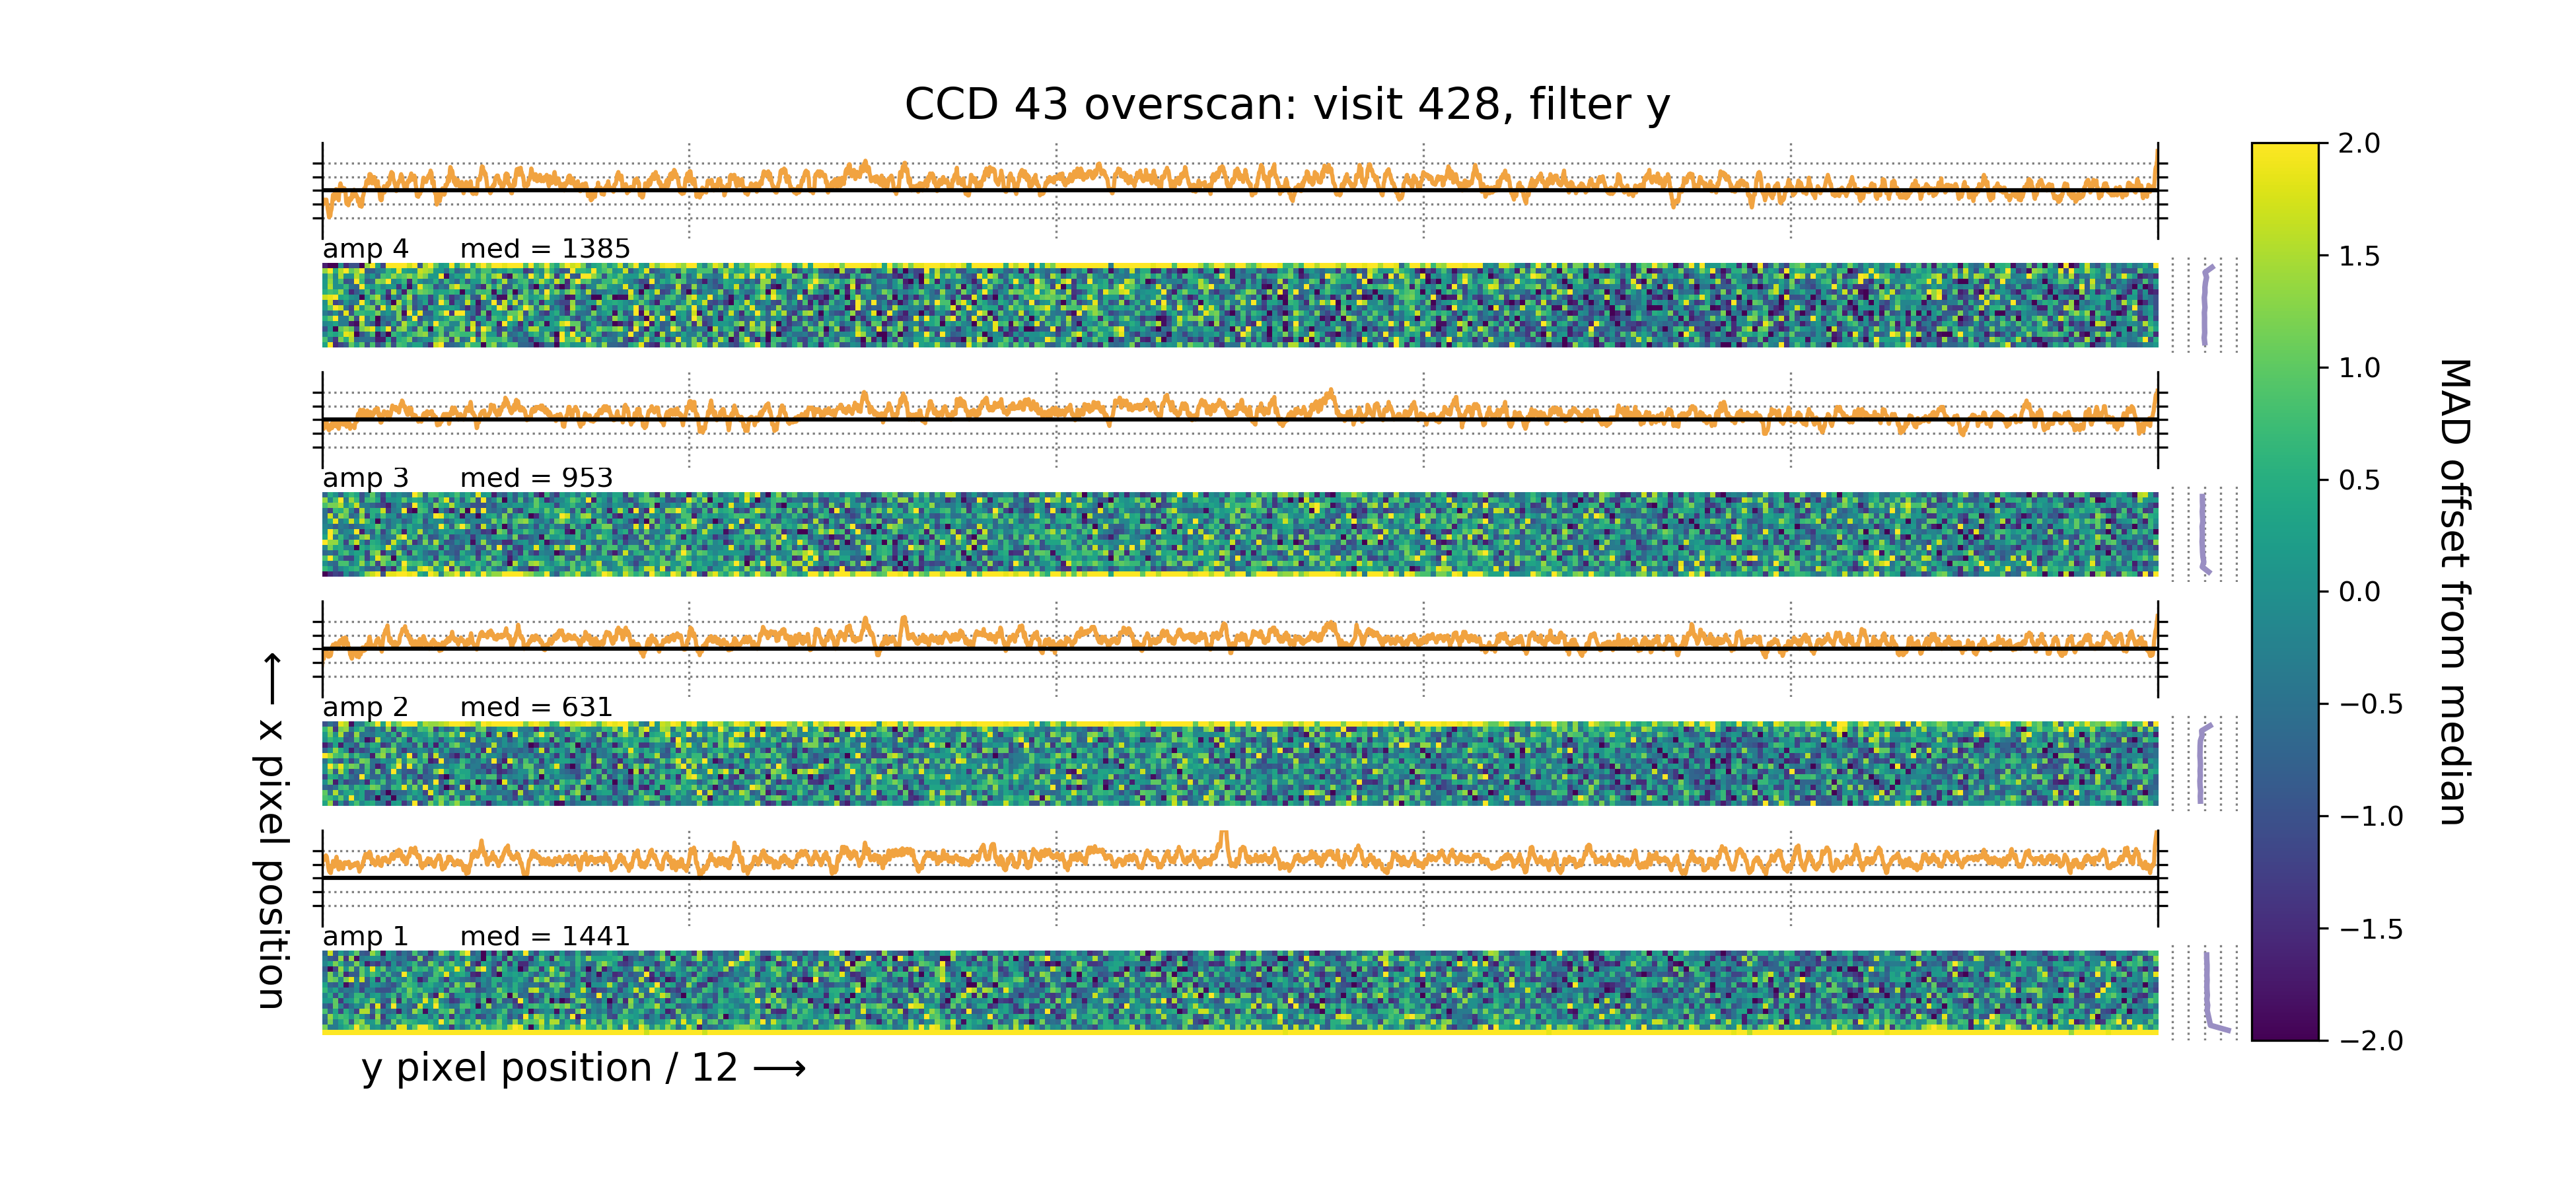 CCD 43 overscan: visit 428, filter y
amp 4 med = 1385
amp 3 med = 953
amp 2 med = 631
amp 1 med = 1441
x pixel position ⟶
y pixel position / 12 ⟶
2.0
1.5
1.0
0.5
0.0
−0.5
−1.0
−1.5
−2.0
MAD offset from median